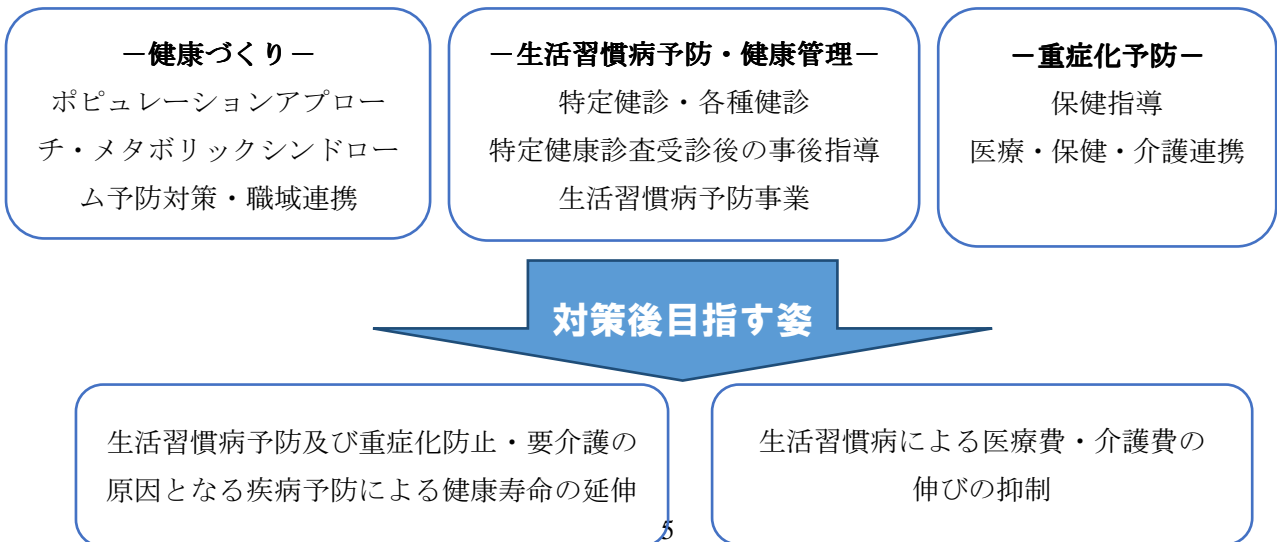 －健康づくり－
ポピュレーションアプロー
チ・メタボリックシンドロー
ム予防対策・職域連携
－生活習慣病予防・健康管理－
特定健診・各種健診
特定健康診査受診後の事後指導
生活習慣病予防事業
－重症化予防－
保健指導
医療・保健・介護連携
対策後目指す姿
生活習慣病予防及び重症化防止・要介護の
原因となる疾病予防による健康寿命の延伸
生活習慣病による医療費・介護費の
伸びの抑制
5